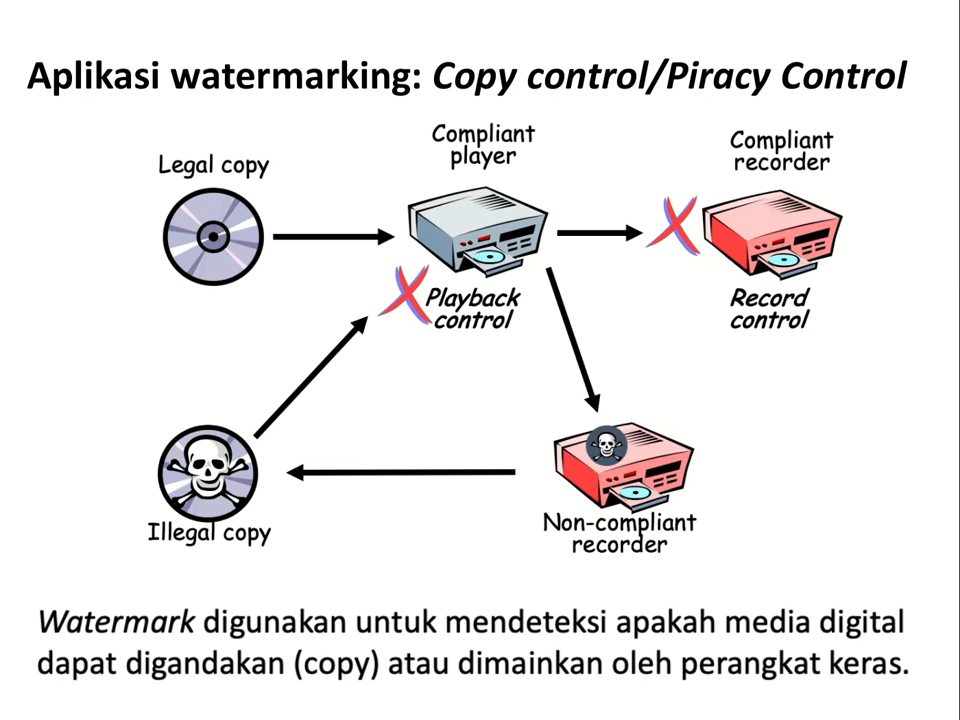 Aplikasi watermarking: Copy control/Piracy Control
Legal copy
Compliant
player
Compliant
recorder
Playback
control
Record
control
Illegal copy
Non-compliant
recorder
Watermark digunakan untuk mendeteksi apakah media digital
dapat digandakan (copy) atau dimainkan oleh perangkat keras.